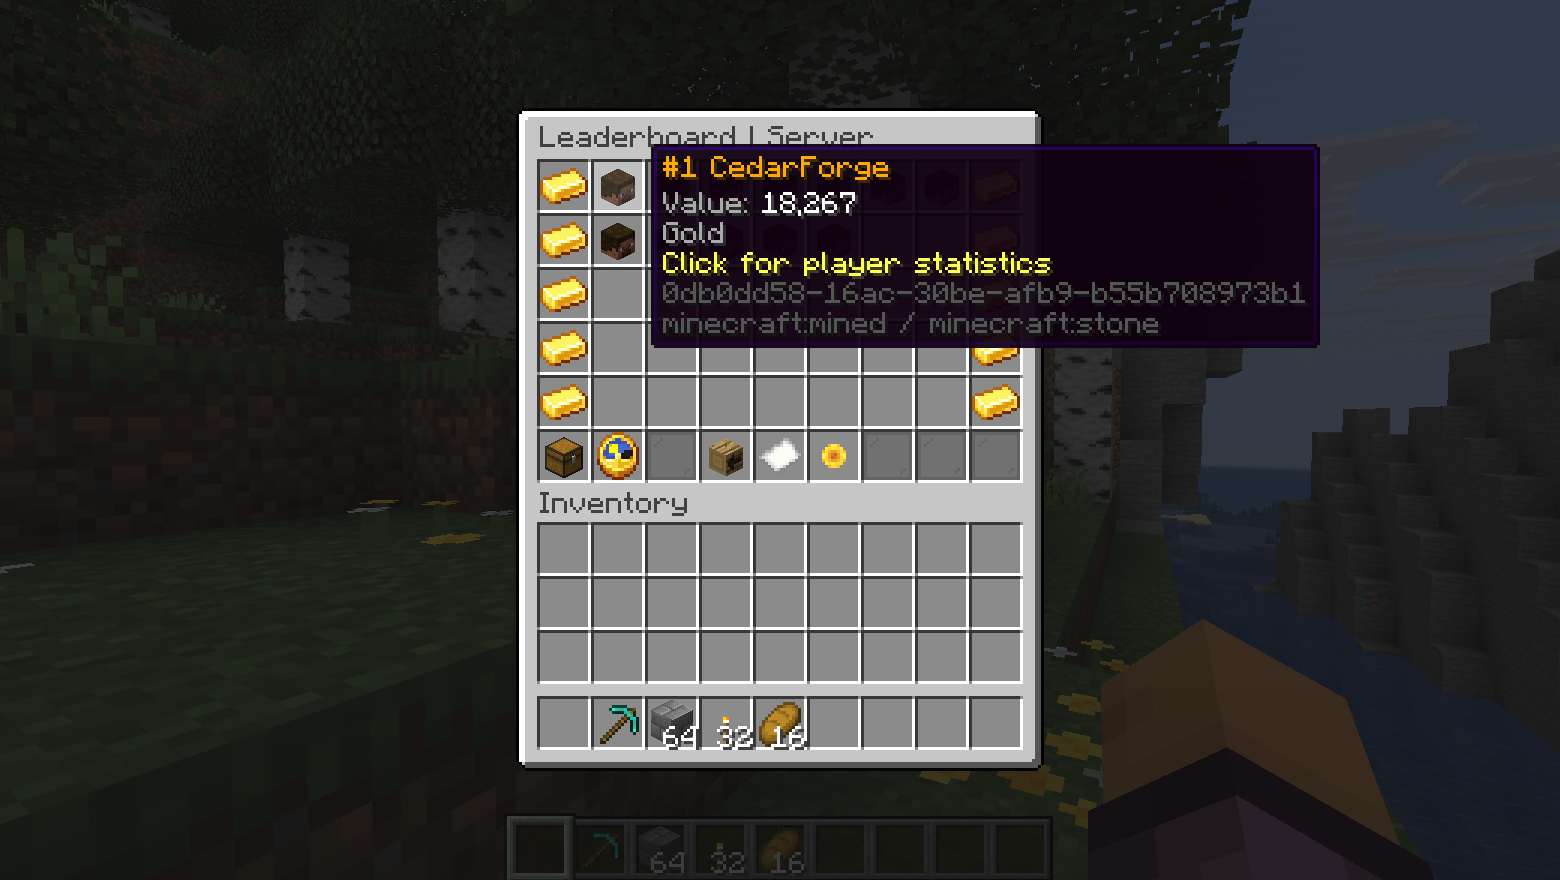 Leaderboard | Server
#1 CedarForge
Value: 18,267
Gold
Click for player statistics
0db0dd58-16ac-30be-afb9-b55b708973b1
minecraft:mined / minecraft:stone
Inventory
64 32 16
64 32 16